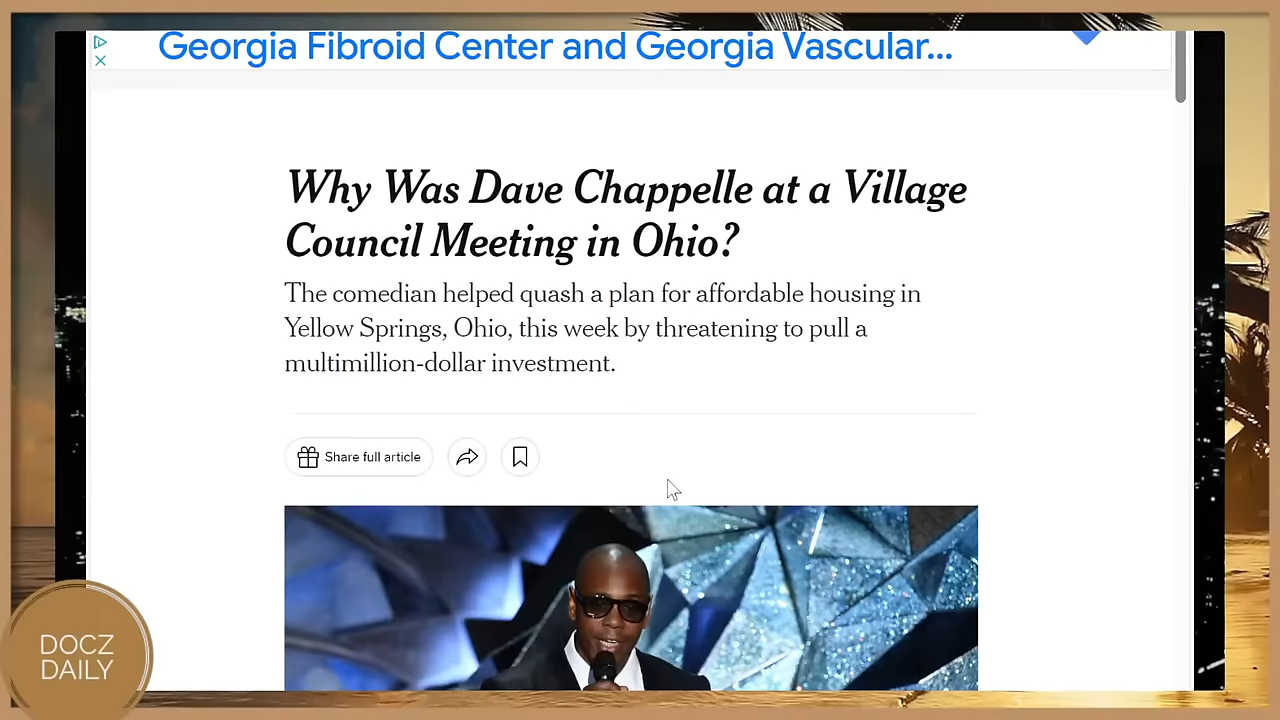 Georgia Fibroid Center and Georgia Vascular...
Why Was Dave Chappelle at a Village
Council Meeting in Ohio?
The comedian helped quash a plan for affordable housing in
Yellow Springs, Ohio, this week by threatening to pull a
multimillion-dollar investment.
Share full article
DOCZ
DAILY